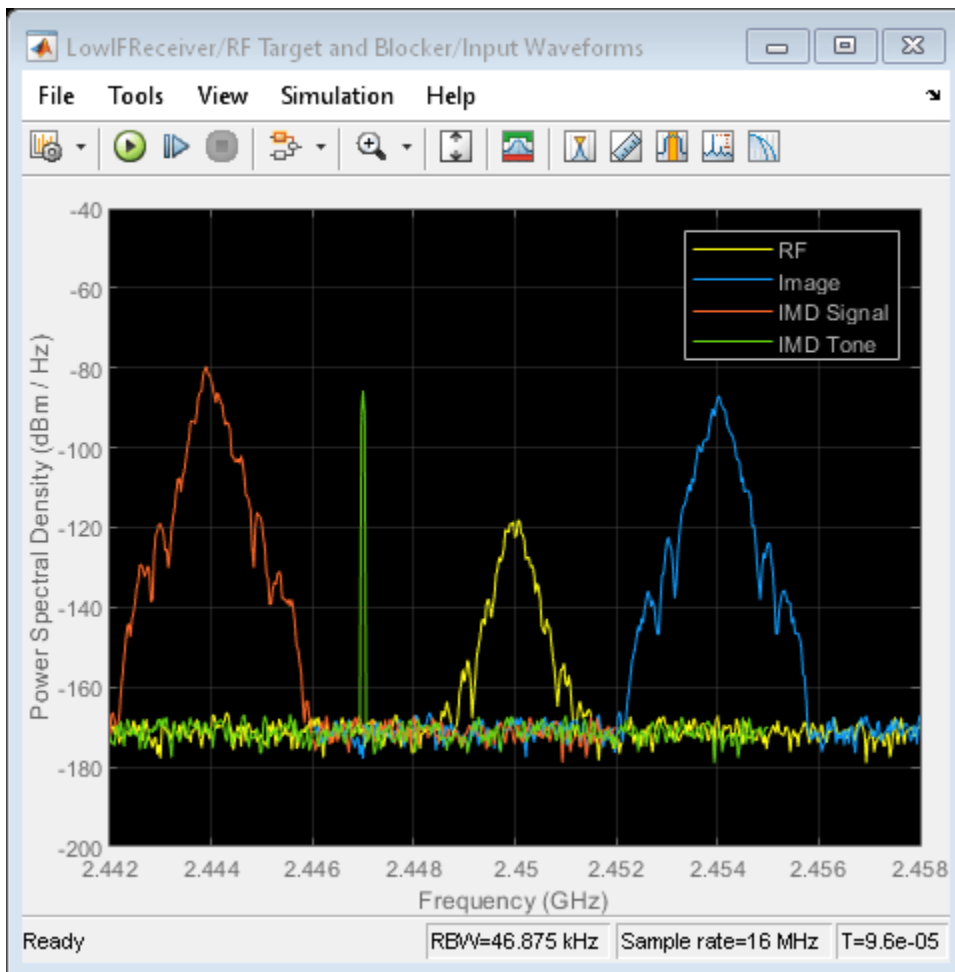 LowIFReceiver/RF Target and Blocker/Input Waveforms
File Tools View Simulation Help
-40
-60
-80
-100
-120
-140
-160
-180
-200
Power Spectral Density (dBm / Hz)
RF
Image
IMD Signal
IMD Tone
2.442 2.444 2.446 2.448 2.45 2.452 2.454 2.456 2.458
Frequency (GHz)
Ready RBW=46.875 kHz Sample rate=16 MHz T=9.6e-05